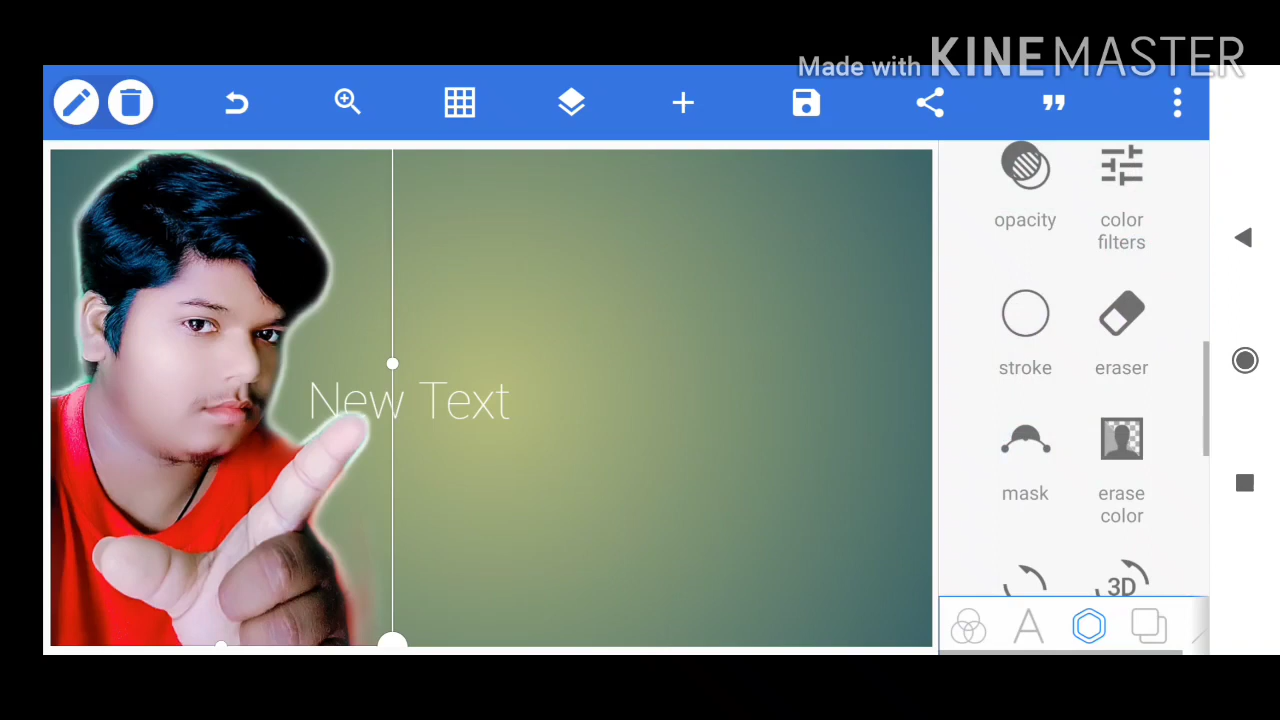 Made with KINEMASTER
New Text
opacity
color filters
stroke
eraser
mask
erase color
3D
A